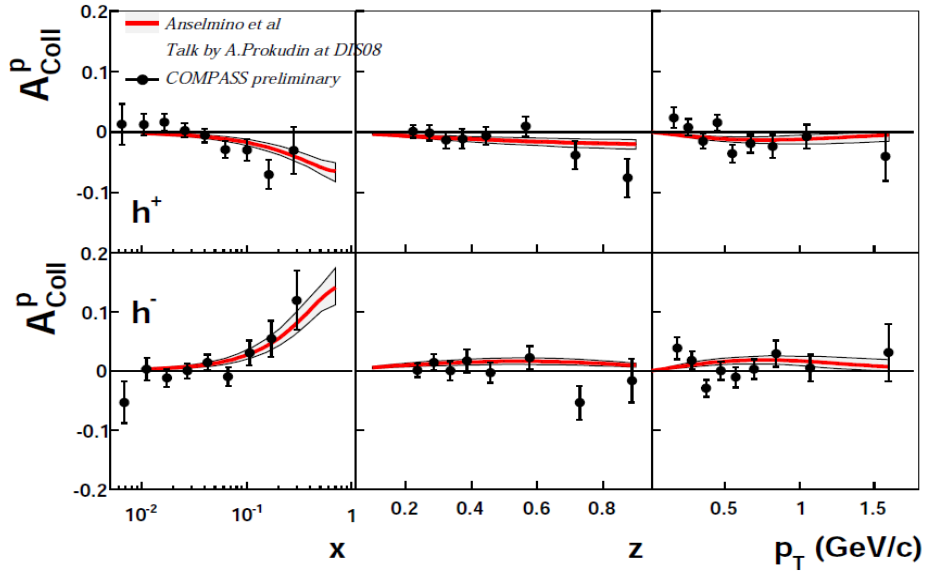 0.2
Anselmino et al
Talk by A.Prokudin at DIS08
COMPASS preliminary
A^p_Coll
0.1
0
-0.1
h⁺
0.2
A^p_Coll
h⁻
0.1
0
-0.1
-0.2
10⁻² 10⁻¹ 1 0.2 0.4 0.6 0.8 0.5 1 1.5
x z p_T (GeV/c)